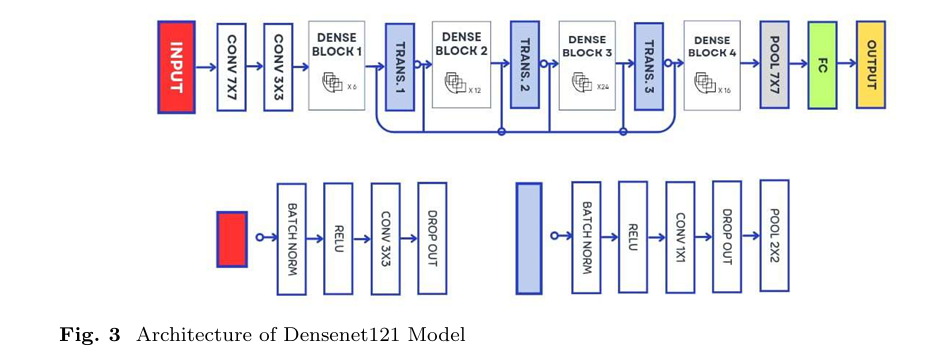 INPUT
CONV 7X7
CONV 3X3
DENSE
BLOCK 1
X 6
TRANS. 1
DENSE
BLOCK 2
X 12
TRANS. 2
DENSE
BLOCK 3
X24
TRANS. 3
DENSE
BLOCK 4
X 16
POOL 7X7
FC
OUTPUT
BATCH NORM
RELU
CONV 3X3
DROP OUT
BATCH NORM
RELU
CONV 1X1
DROP OUT
POOL 2X2
Fig. 3 Architecture of Densenet121 Model